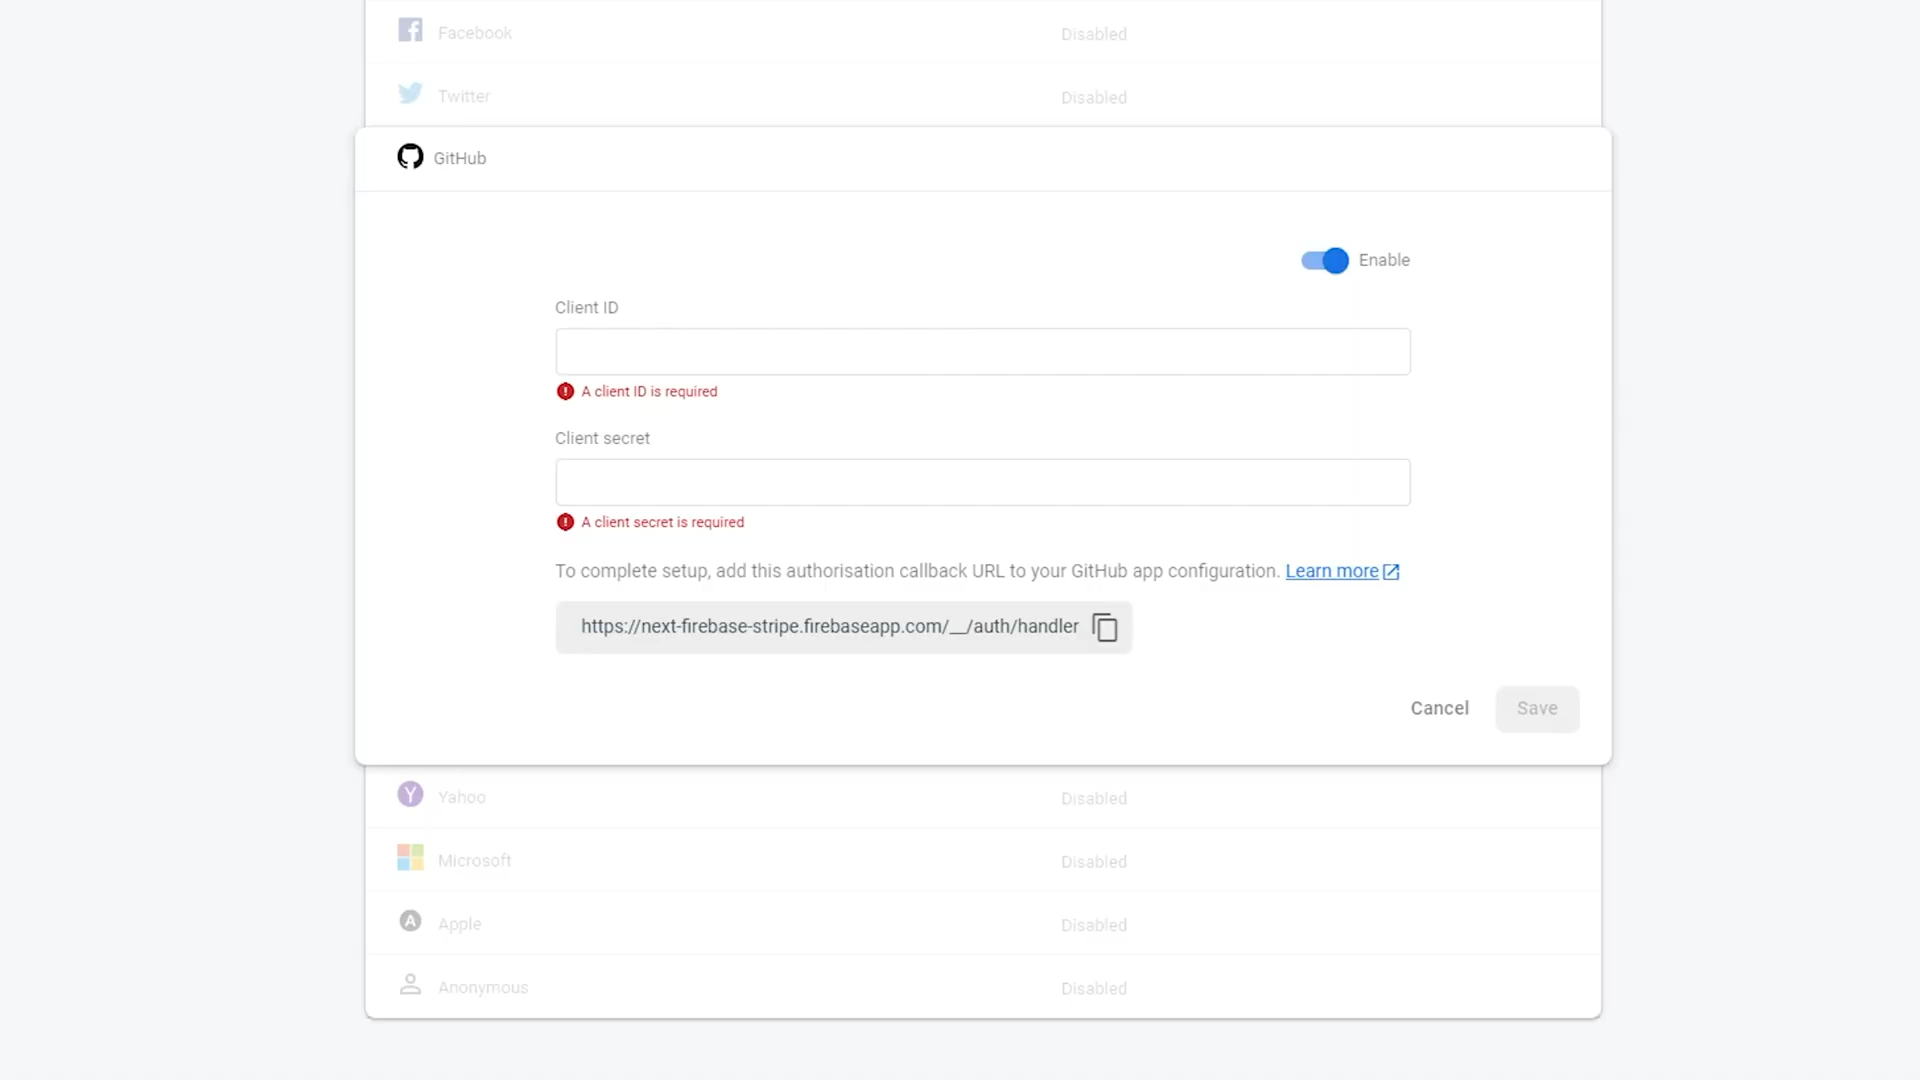 Facebook Disabled
Twitter Disabled
GitHub
Enable
Client ID
A client ID is required
Client secret
A client secret is required
To complete setup, add this authorisation callback URL to your GitHub app configuration. Learn more
https://next-firebase-stripe.firebaseapp.com/__/auth/handler
Cancel Save
Yahoo Disabled
Microsoft Disabled
Apple Disabled
Anonymous Disabled